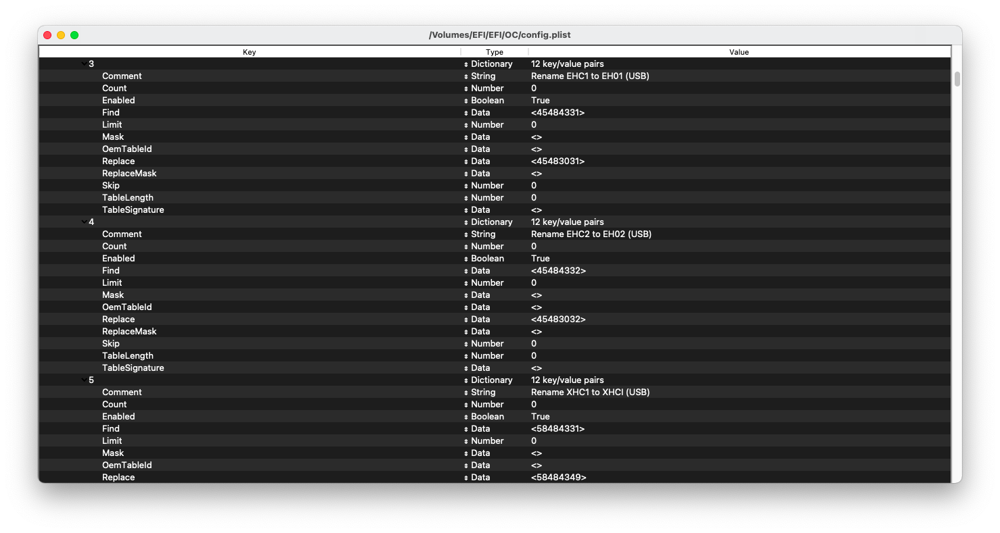 /Volumes/EFI/EFI/OC/config.plist
Key Type Value
3 Dictionary 12 key/value pairs
Comment String Rename EHC1 to EH01 (USB)
Count Number 0
Enabled Boolean True
Find Data <45484331>
Limit Number 0
Mask Data <>
OemTableId Data <>
Replace Data <45483031>
ReplaceMask Data <>
Skip Number 0
TableLength Number 0
TableSignature Data <>
4 Dictionary 12 key/value pairs
Comment String Rename EHC2 to EH02 (USB)
Count Number 0
Enabled Boolean True
Find Data <45484332>
Limit Number 0
Mask Data <>
OemTableId Data <>
Replace Data <45483032>
ReplaceMask Data <>
Skip Number 0
TableLength Number 0
TableSignature Data <>
5 Dictionary 12 key/value pairs
Comment String Rename XHC1 to XHCI (USB)
Count Number 0
Enabled Boolean True
Find Data <58484331>
Limit Number 0
Mask Data <>
OemTableId Data <>
Replace Data <58484349>